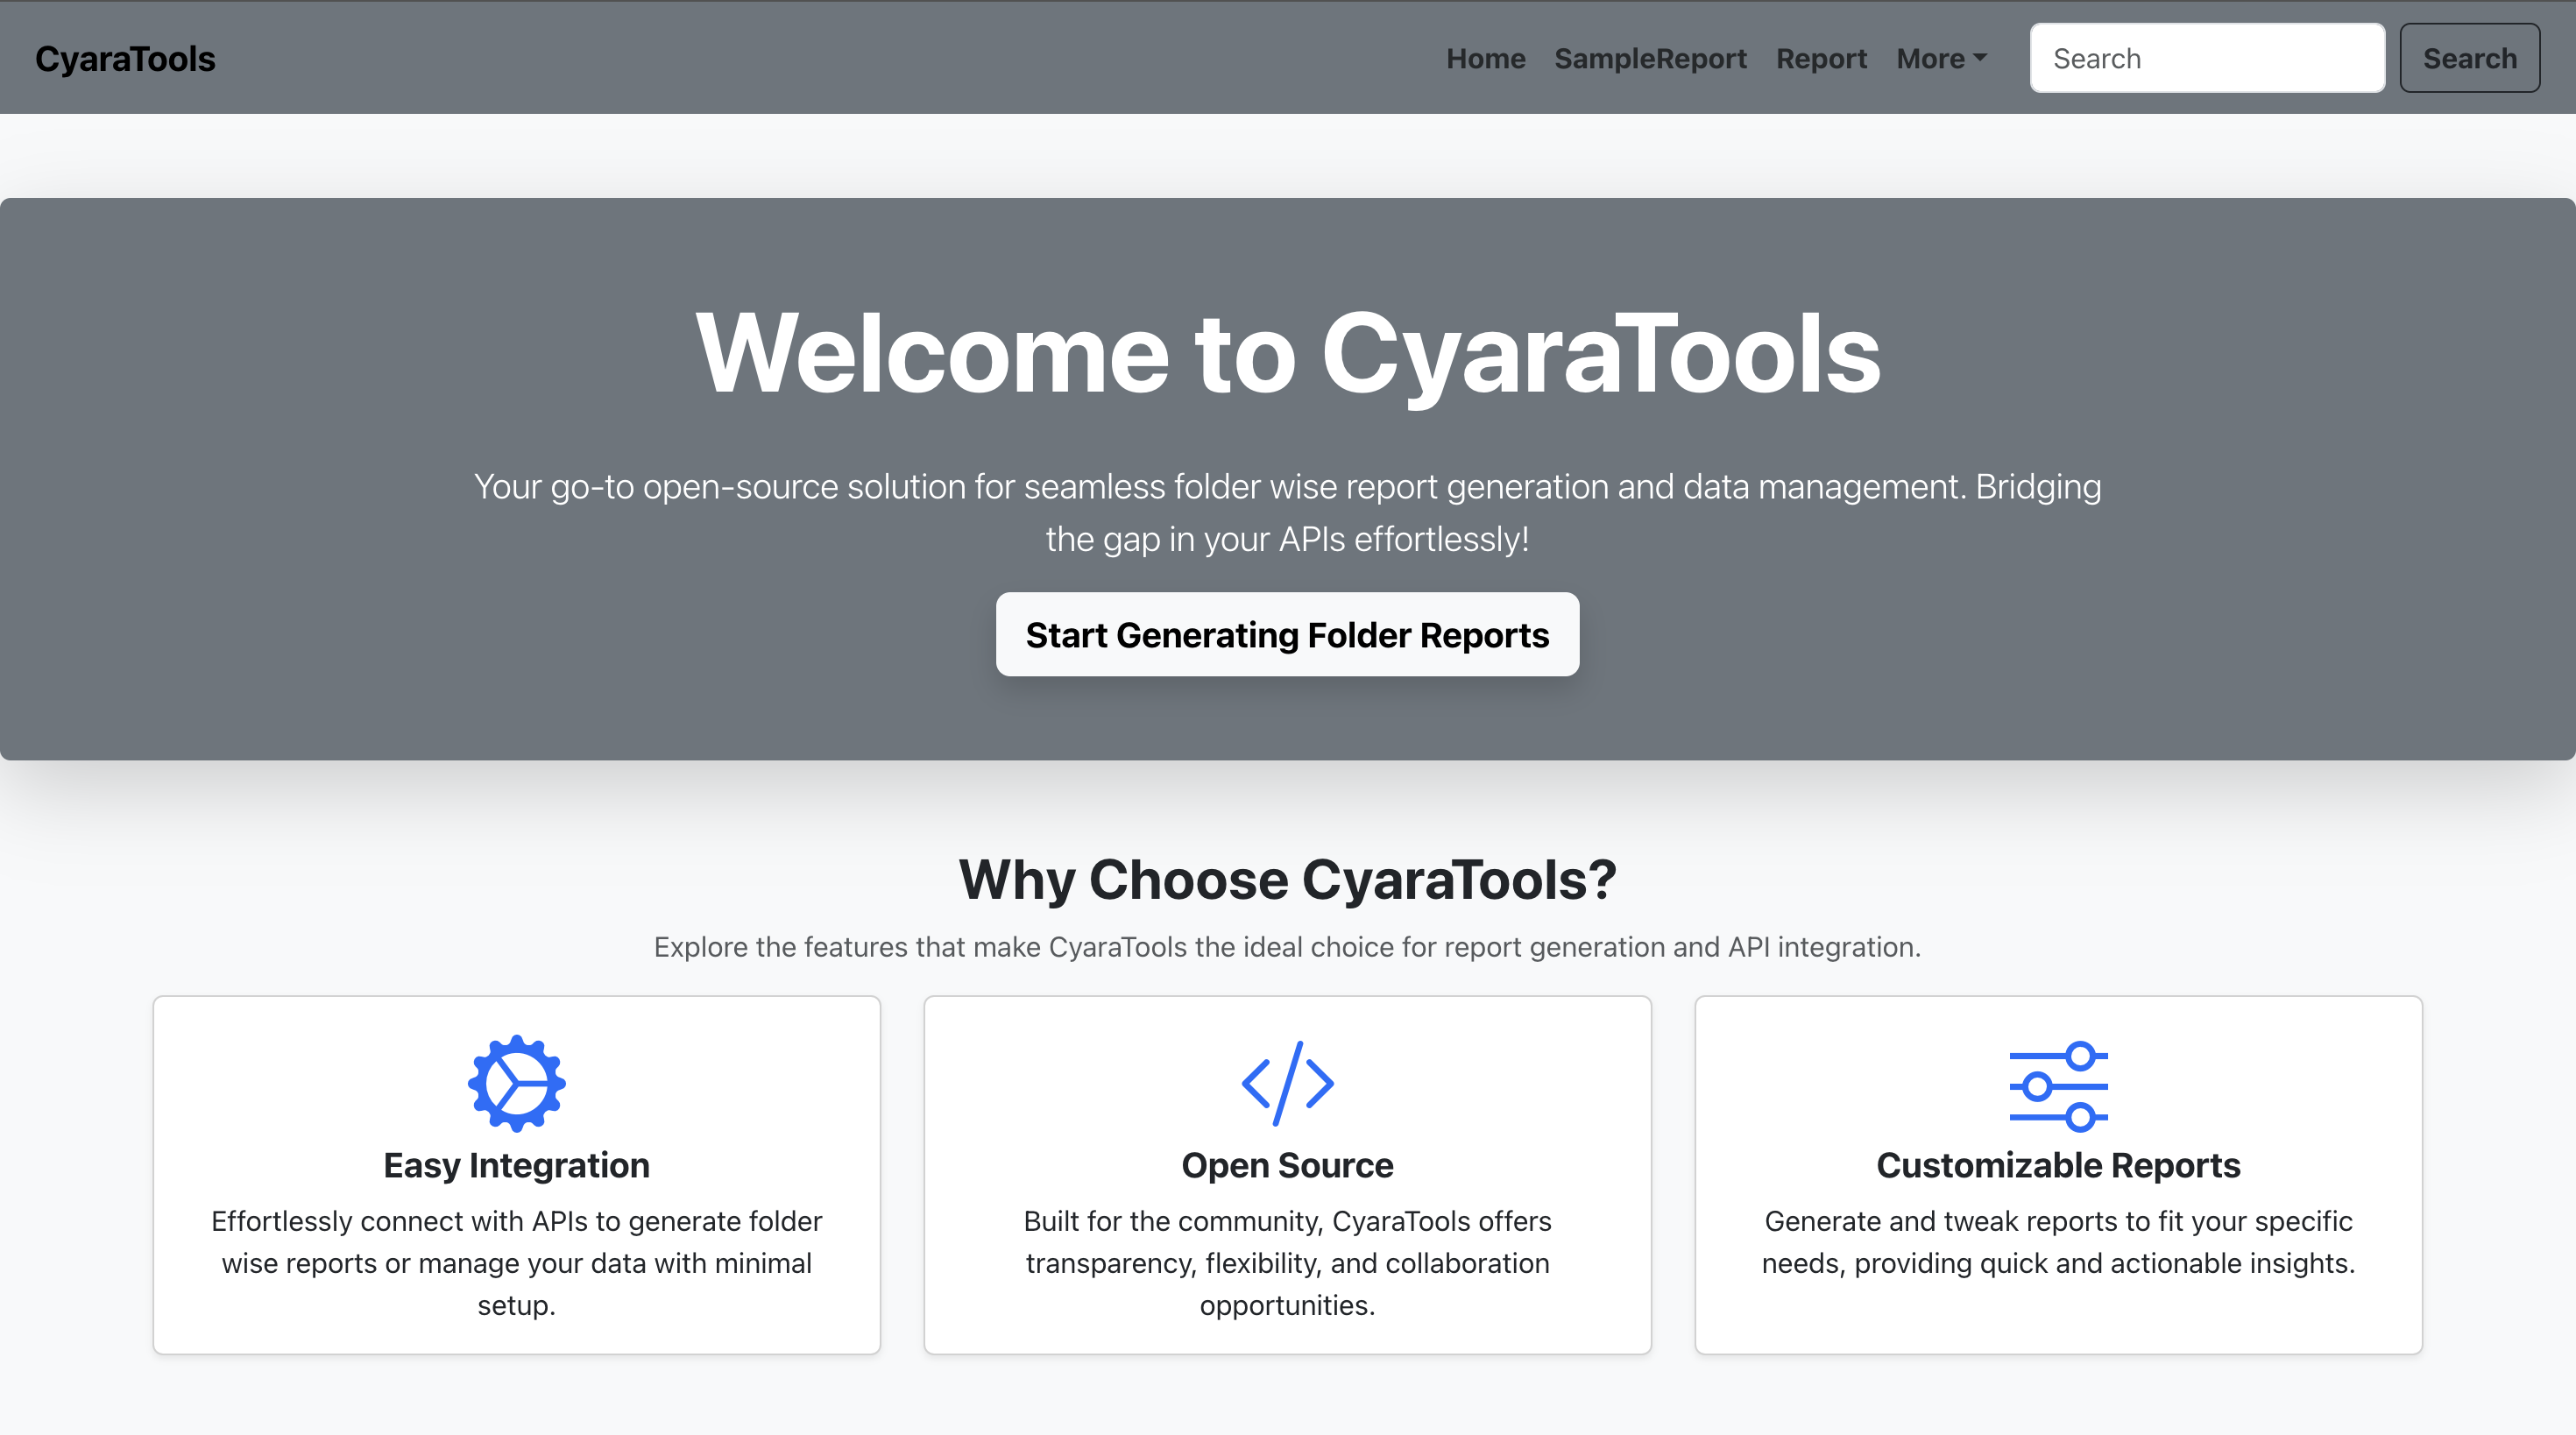 CyaraTools
Home SampleReport Report More Search Search
Welcome to CyaraTools
Your go-to open-source solution for seamless folder wise report generation and data management. Bridging
the gap in your APIs effortlessly!
Start Generating Folder Reports
Why Choose CyaraTools?
Explore the features that make CyaraTools the ideal choice for report generation and API integration.
Easy Integration
Effortlessly connect with APIs to generate folder
wise reports or manage your data with minimal
setup.
Open Source
Built for the community, CyaraTools offers
transparency, flexibility, and collaboration
opportunities.
Customizable Reports
Generate and tweak reports to fit your specific
needs, providing quick and actionable insights.